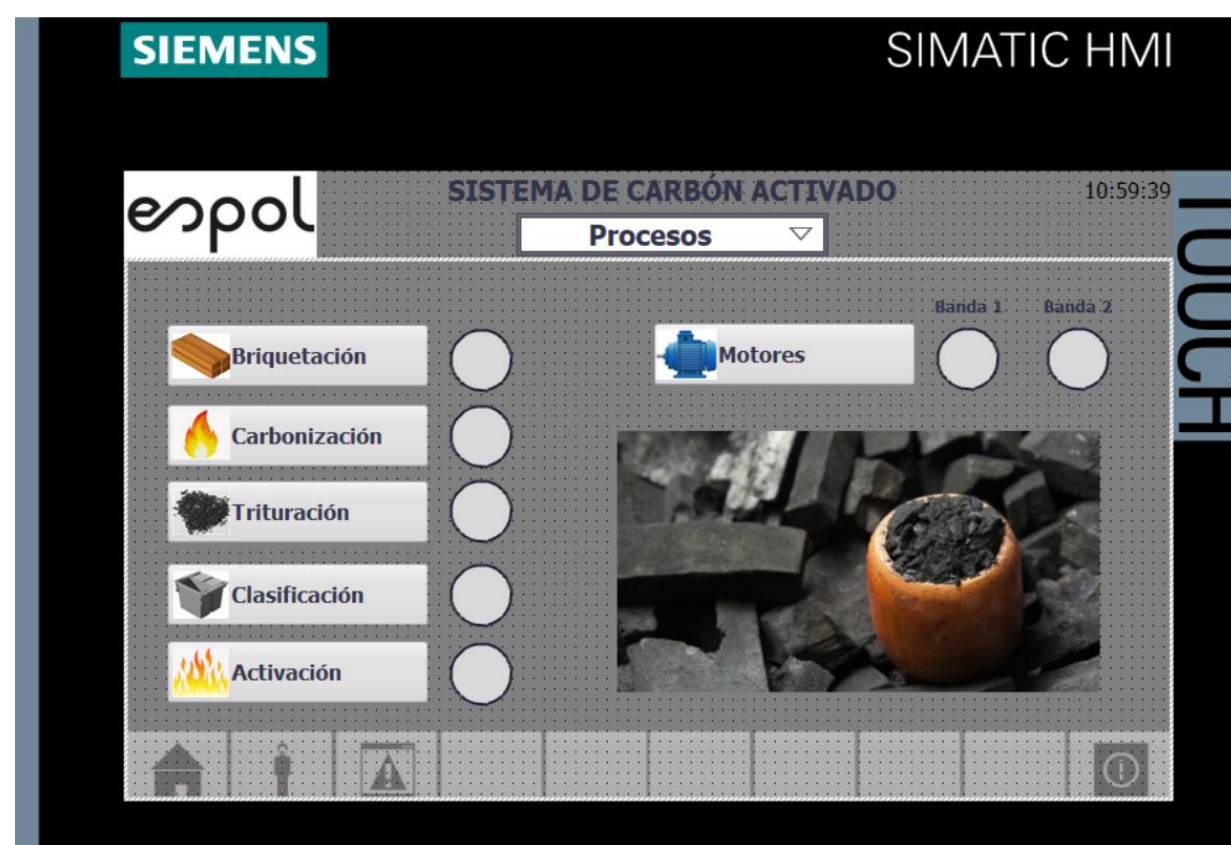 SIEMENS
SIMATIC HMI
TOUCH
espol
SISTEMA DE CARBÓN ACTIVADO
10:59:39
Procesos
Banda 1
Banda 2
Briquetación
Motores
Carbonización
Trituración
Clasificación
Activación